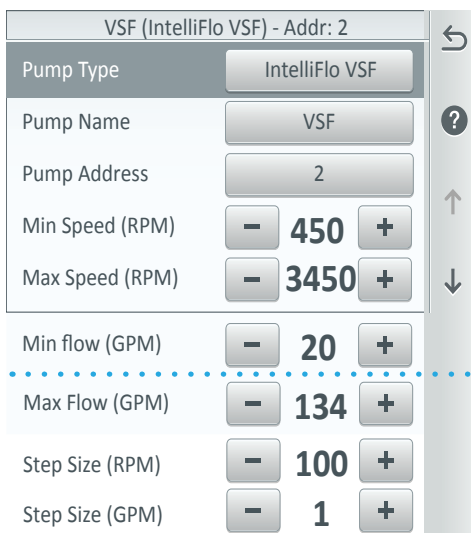 VSF (IntelliFlo VSF) - Addr: 2
Pump Type IntelliFlo VSF
Pump Name VSF
Pump Address 2
Min Speed (RPM) - 450 +
Max Speed (RPM) - 3450 +
Min flow (GPM) - 20 +
Max Flow (GPM) - 134 +
Step Size (RPM) - 100 +
Step Size (GPM) - 1 +
?